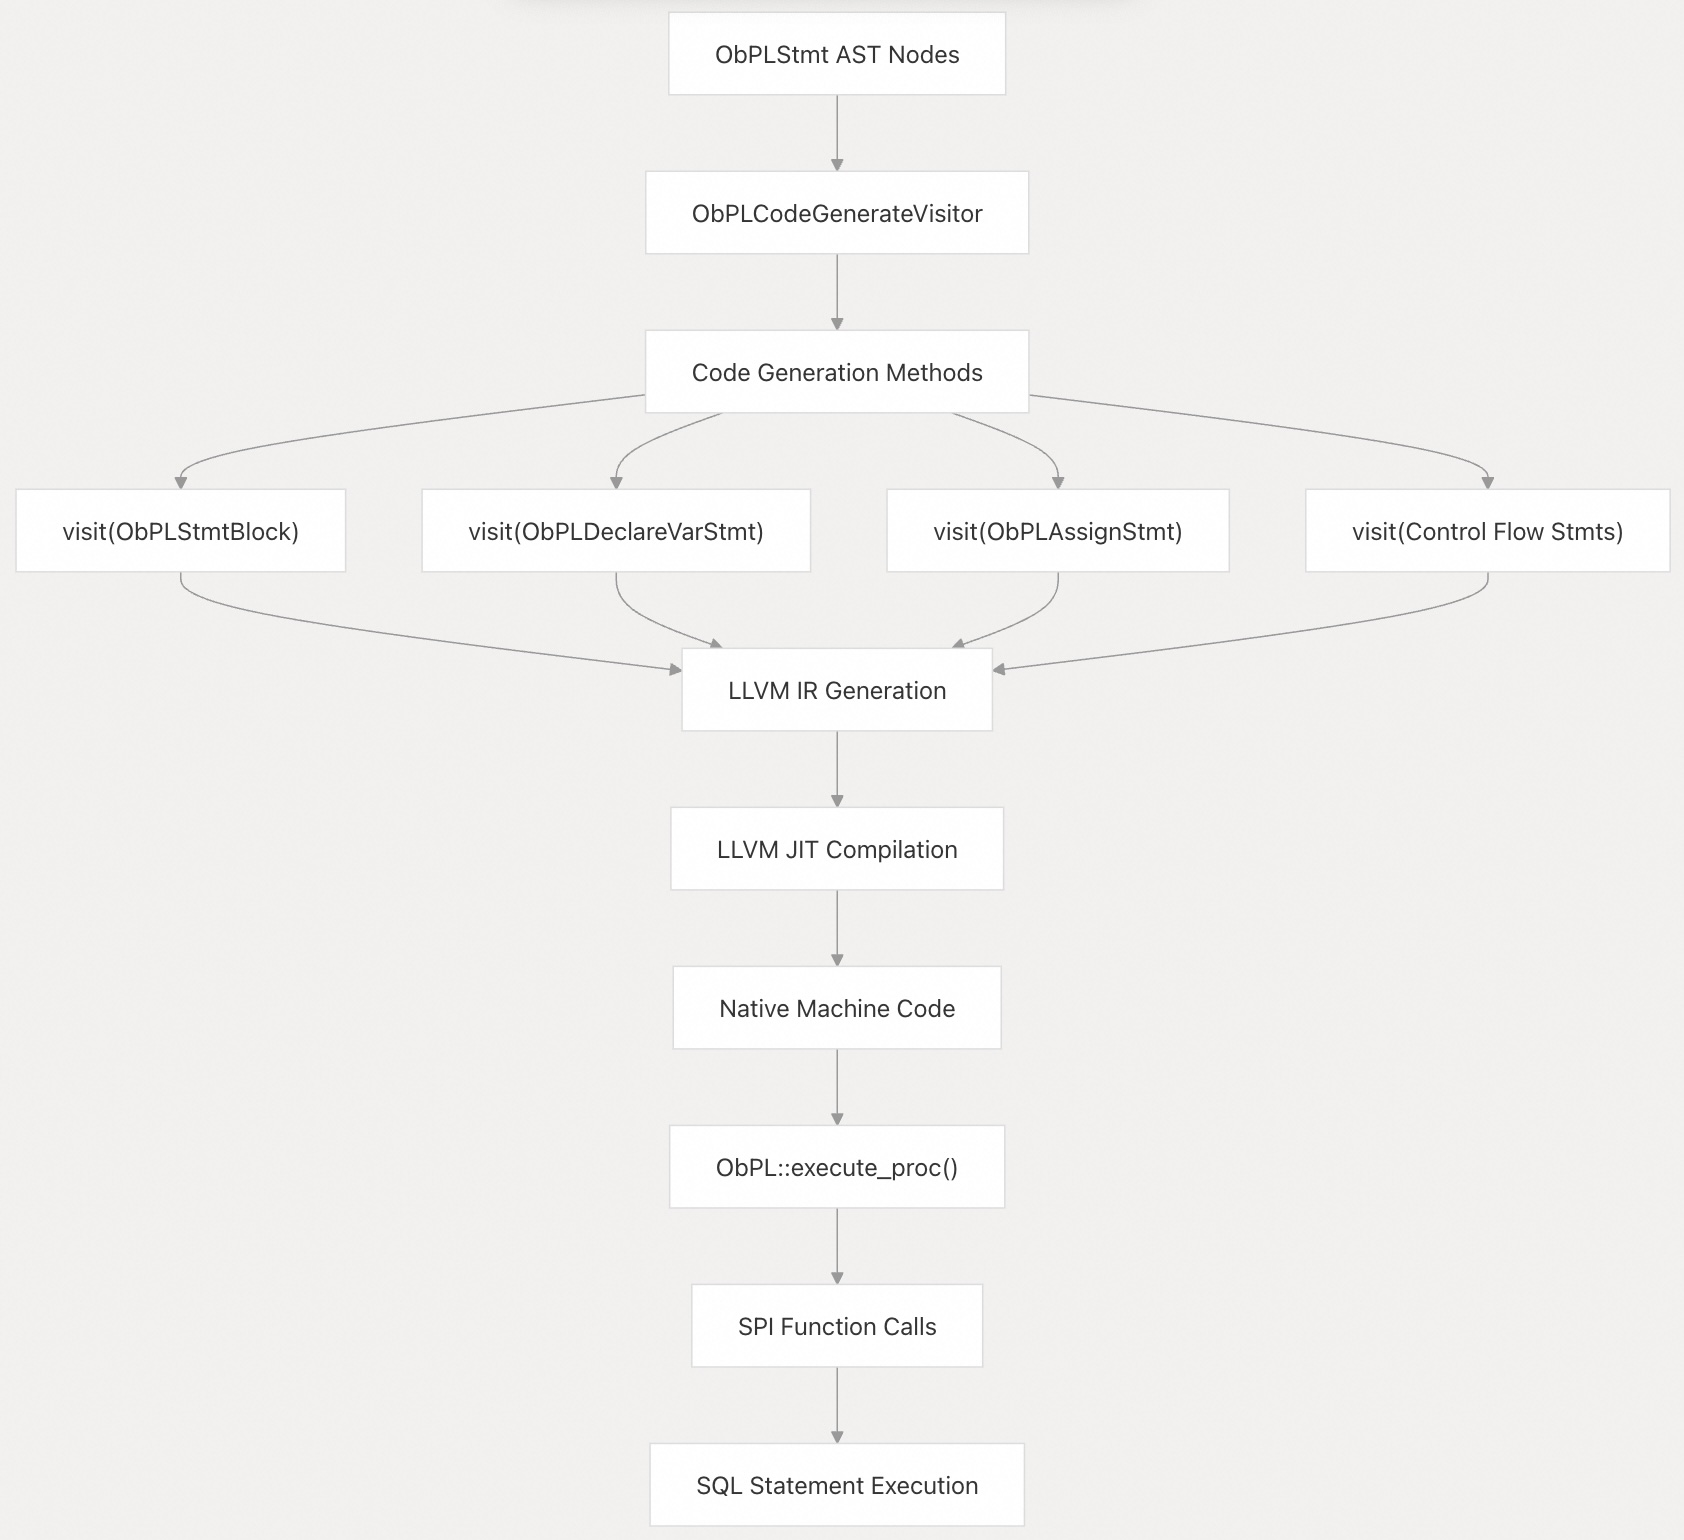 ObPLStmt AST Nodes
ObPLCodeGenerateVisitor
Code Generation Methods
visit(ObPLStmtBlock)
visit(ObPLDeclareVarStmt)
visit(ObPLAssignStmt)
visit(Control Flow Stmts)
LLVM IR Generation
LLVM JIT Compilation
Native Machine Code
ObPL::execute_proc()
SPI Function Calls
SQL Statement Execution